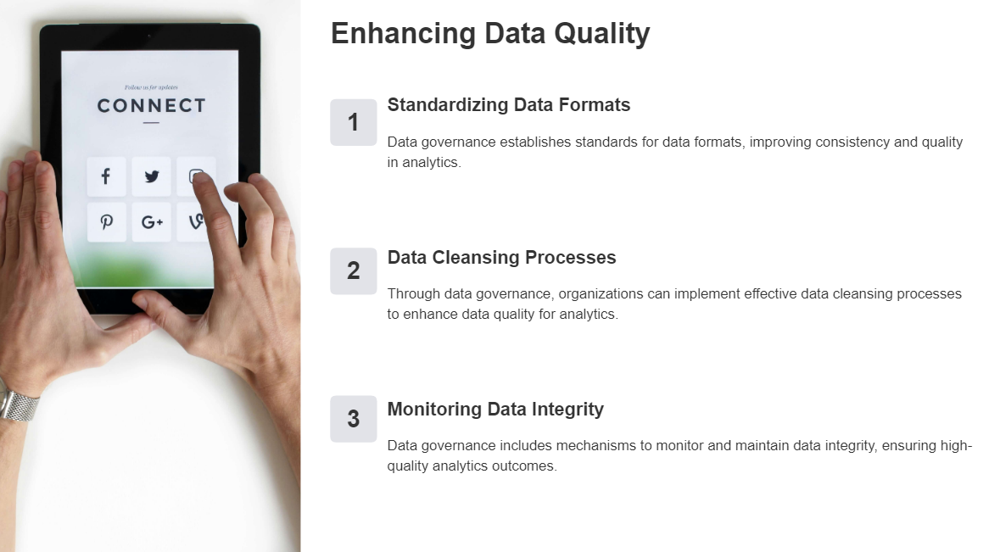 Follow us for updates
CONNECT
G+
Enhancing Data Quality
1
Standardizing Data Formats
Data governance establishes standards for data formats, improving consistency and quality
in analytics.
2
Data Cleansing Processes
Through data governance, organizations can implement effective data cleansing processes
to enhance data quality for analytics.
3
Monitoring Data Integrity
Data governance includes mechanisms to monitor and maintain data integrity, ensuring high-
quality analytics outcomes.